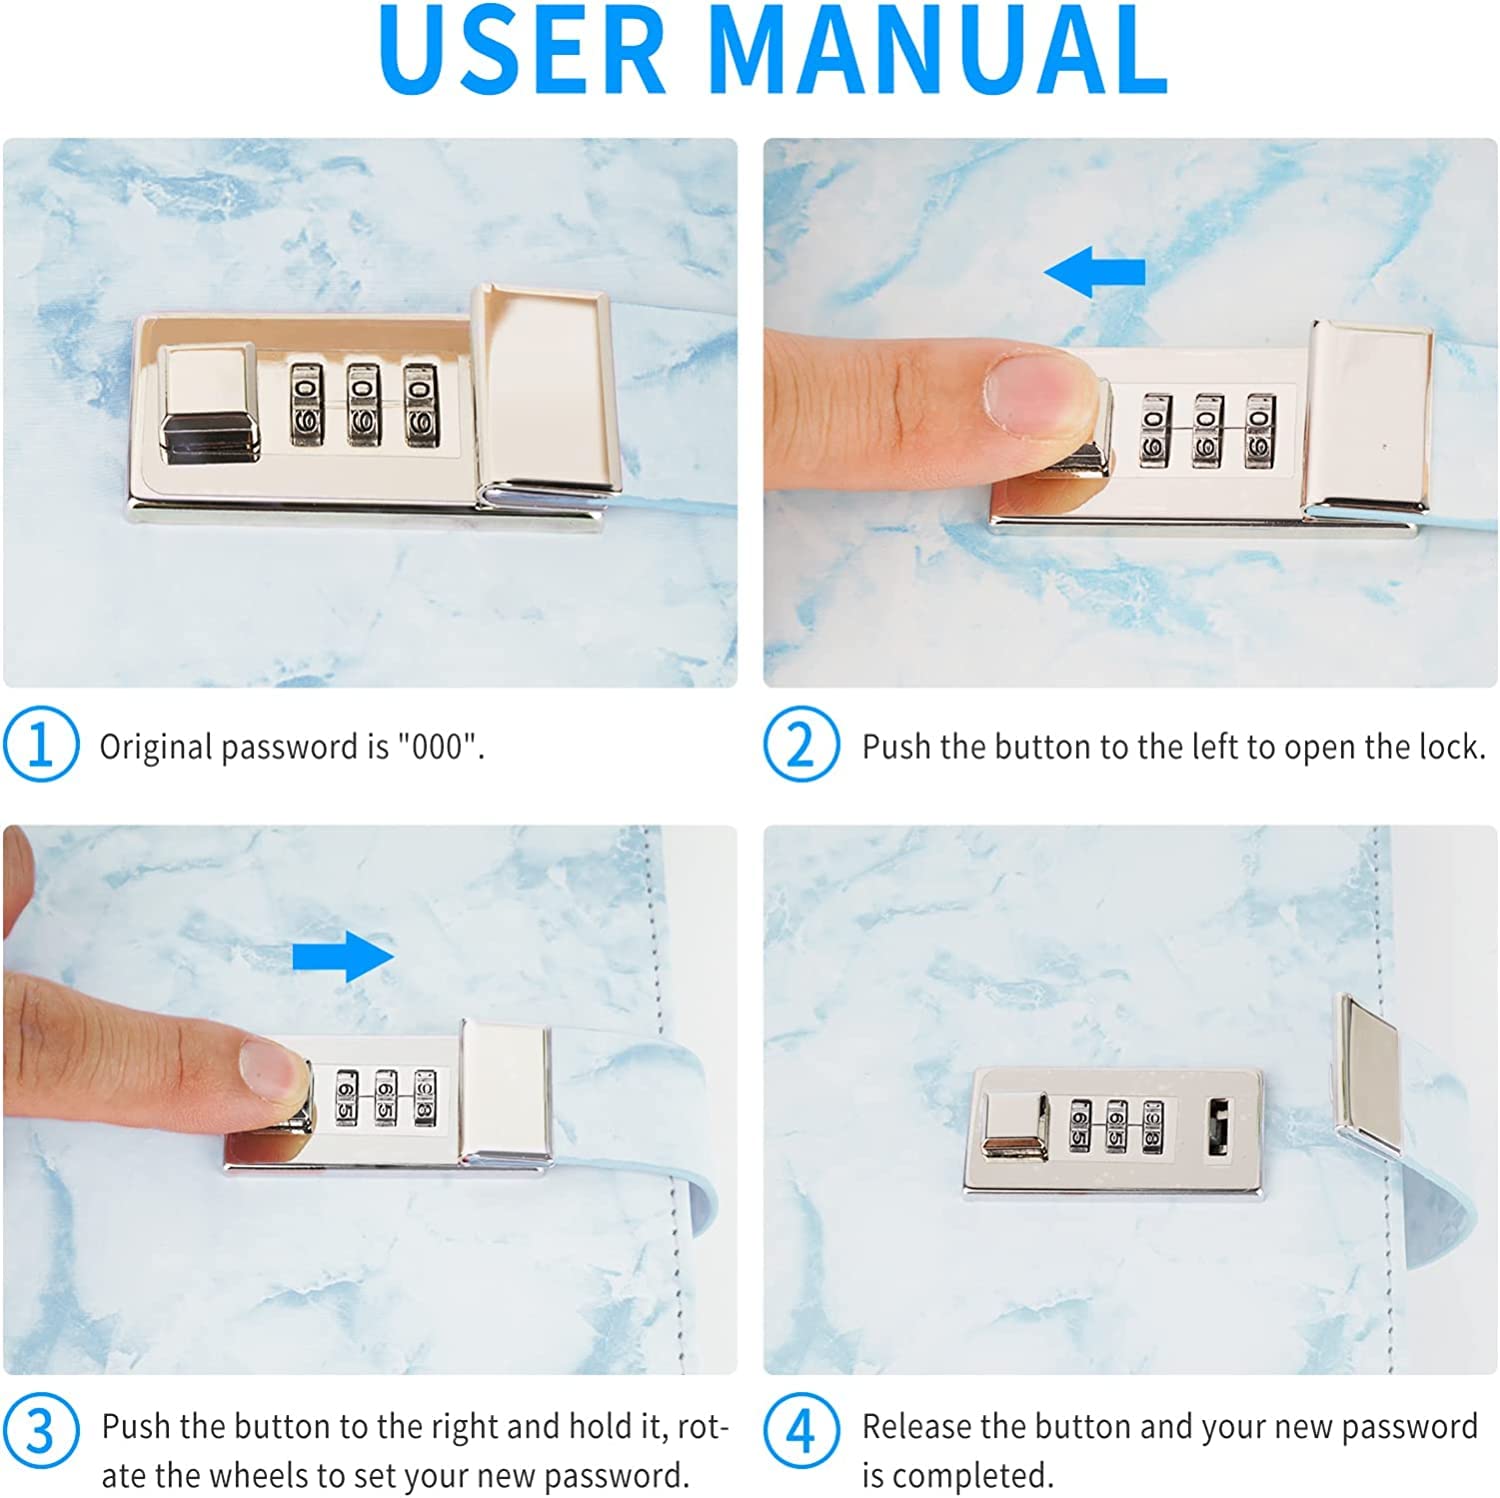 USER MANUAL
1 Original password is "000".
2 Push the button to the left to open the lock.
3 Push the button to the right and hold it, rot-
ate the wheels to set your new password.
4 Release the button and your new password
is completed.